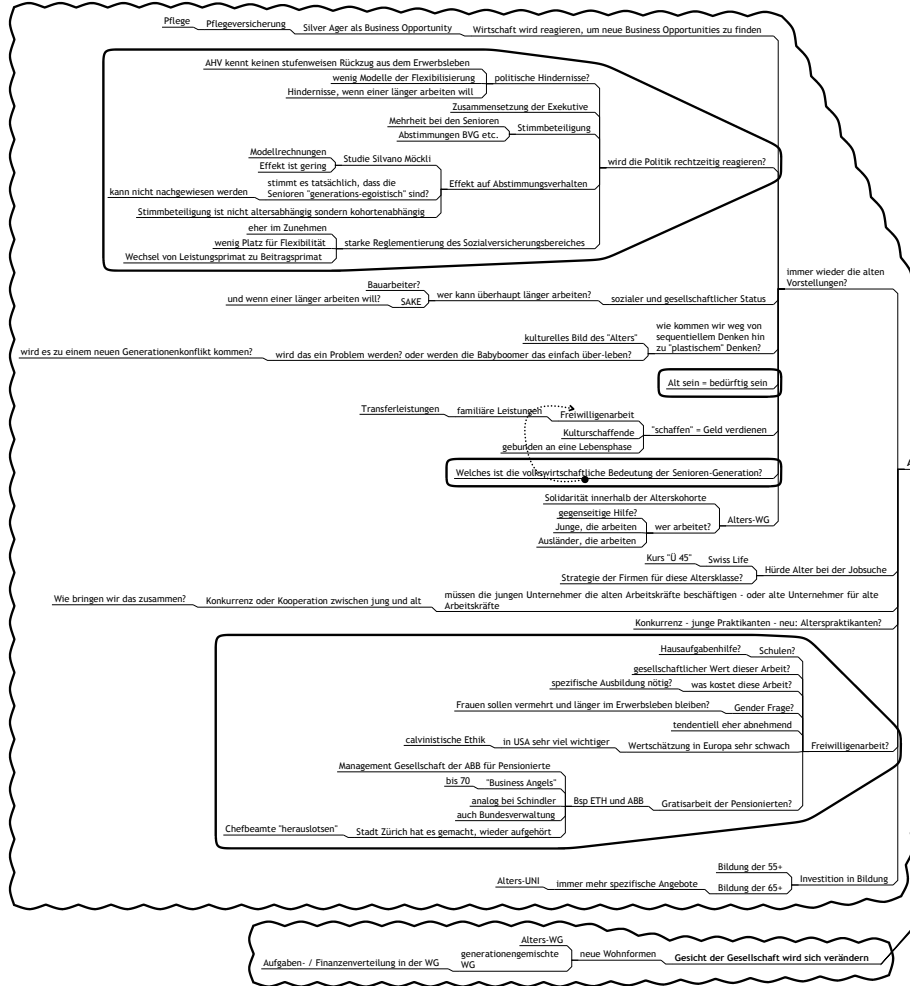 Pflege
Pflegeversicherung
Silver Ager als Business Opportunity
Wirtschaft wird reagieren, um neue Business Opportunities zu finden
AHV kennt keinen stufenweisen Rückzug aus dem Erwerbsleben
wenig Modelle der Flexibilisierung
Hindernisse, wenn einer länger arbeiten will
politische Hindernisse?
Zusammensetzung der Exekutive
Mehrheit bei den Senioren
Abstimmungen BVG etc.
Stimmbeteiligung
wird die Politik rechtzeitig reagieren?
Modellrechnungen
Effekt ist gering
Studie Silvano Möckli
kann nicht nachgewiesen werden
stimmt es tatsächlich, dass die
Senioren "generations-egoistisch" sind?
Effekt auf Abstimmungsverhalten
Stimmbeteiligung ist nicht altersabhängig sondern kohortenabhängig
eher im Zunehmen
wenig Platz für Flexibilität
Wechsel von Leistungsprimat zu Beitragsprimat
starke Reglementierung des Sozialversicherungsbereiches
immer wieder die alten
Vorstellungen?
Bauarbeiter?
und wenn einer länger arbeiten will?
SAKE
wer kann überhaupt länger arbeiten?
sozialer und gesellschaftlicher Status
kulturelles Bild des "Alters"
wird es zu einem neuen Generationenkonflikt kommen?
wird das ein Problem werden? oder werden die Babyboomer das einfach über-leben?
wie kommen wir weg von
sequentiellem Denken hin
zu "plastischem" Denken?
Alt sein = bedürftig sein
Transferleistungen
familiäre Leistungen
Freiwilligenarbeit
Kulturschaffende
gebunden an eine Lebensphase
"schaffen" = Geld verdienen
Welches ist die volkswirtschaftliche Bedeutung der Senioren-Generation?
Solidarität innerhalb der Alterskohorte
gegenseitige Hilfe?
Junge, die arbeiten
Ausländer, die arbeiten
wer arbeitet?
Alters-WG
Kurs "Ü 45"
Swiss Life
Strategie der Firmen für diese Altersklasse?
Hürde Alter bei der Jobsuche
Wie bringen wir das zusammen?
Konkurrenz oder Kooperation zwischen jung und alt
müssen die jungen Unternehmer die alten Arbeitskräfte beschäftigen - oder alte Unternehmer für alte
Arbeitskräfte
Konkurrenz - junge Praktikanten - neu: Alterspraktikanten?
Hausaufgabenhilfe?
Schulen?
gesellschaftlicher Wert dieser Arbeit?
spezifische Ausbildung nötig?
was kostet diese Arbeit?
Frauen sollen vermehrt und länger im Erwerbsleben bleiben?
Gender Frage?
tendentiell eher abnehmend
calvinistische Ethik
in USA sehr viel wichtiger
Wertschätzung in Europa sehr schwach
Freiwilligenarbeit?
Management Gesellschaft der ABB für Pensionierte
bis 70
"Business Angels"
analog bei Schindler
auch Bundesverwaltung
Chefbeamte "herauslotsen"
Stadt Zürich hat es gemacht, wieder aufgehört
Bsp ETH und ABB
Gratisarbeit der Pensionierten?
Bildung der 55+
Alters-UNI
immer mehr spezifische Angebote
Bildung der 65+
Investition in Bildung
Alters-WG
Aufgaben- / Finanzenverteilung in der WG
generationengemischte
WG
neue Wohnformen
Gesicht der Gesellschaft wird sich verändern